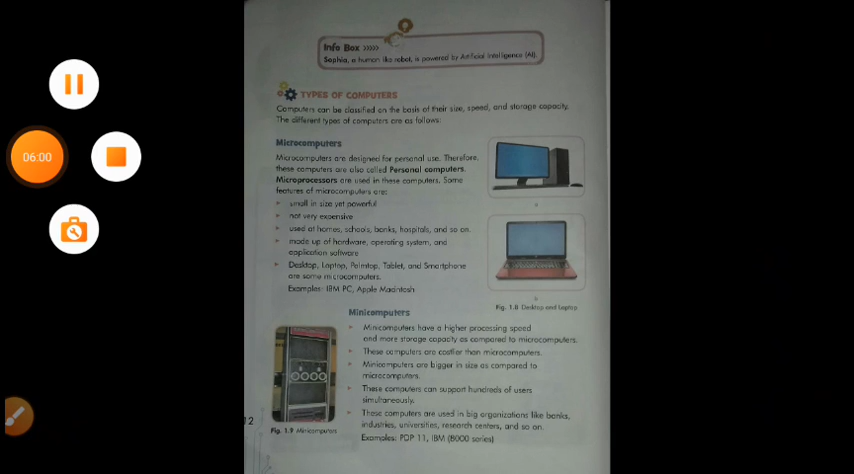 Info Box >>>>>
Sophia, a human like robot, is powered by Artificial Intelligence (AI).
TYPES OF COMPUTERS
Computers can be classified on the basis of their size, speed, and storage capacity.
The different types of computers are as follows:
Microcomputers
Microcomputers are designed for personal use. Therefore,
these computers are also called Personal computers.
Microprocessors are used in these computers. Some
features of microcomputers are:
small in size yet powerful
not very expensive
used at homes, schools, banks, hospitals, and so on.
made up of hardware, operating system, and
application software
Desktop, Laptop, Palmtop, Tablet, and Smartphone
are some microcomputers.
Examples: IBM PC, Apple Macintosh
a
b
Fig. 1.8 Desktop and Laptop
Minicomputers
Minicomputers have a higher processing speed
and more storage capacity as compared to microcomputers.
These computers are costlier than microcomputers.
Minicomputers are bigger in size as compared to
microcomputers.
These computers can support hundreds of users
simultaneously.
These computers are used in big organizations like banks,
industries, universities, research centers, and so on.
Examples: PDP 11, IBM (8000 series)
Fig. 1.9 Minicomputers
12
06:00